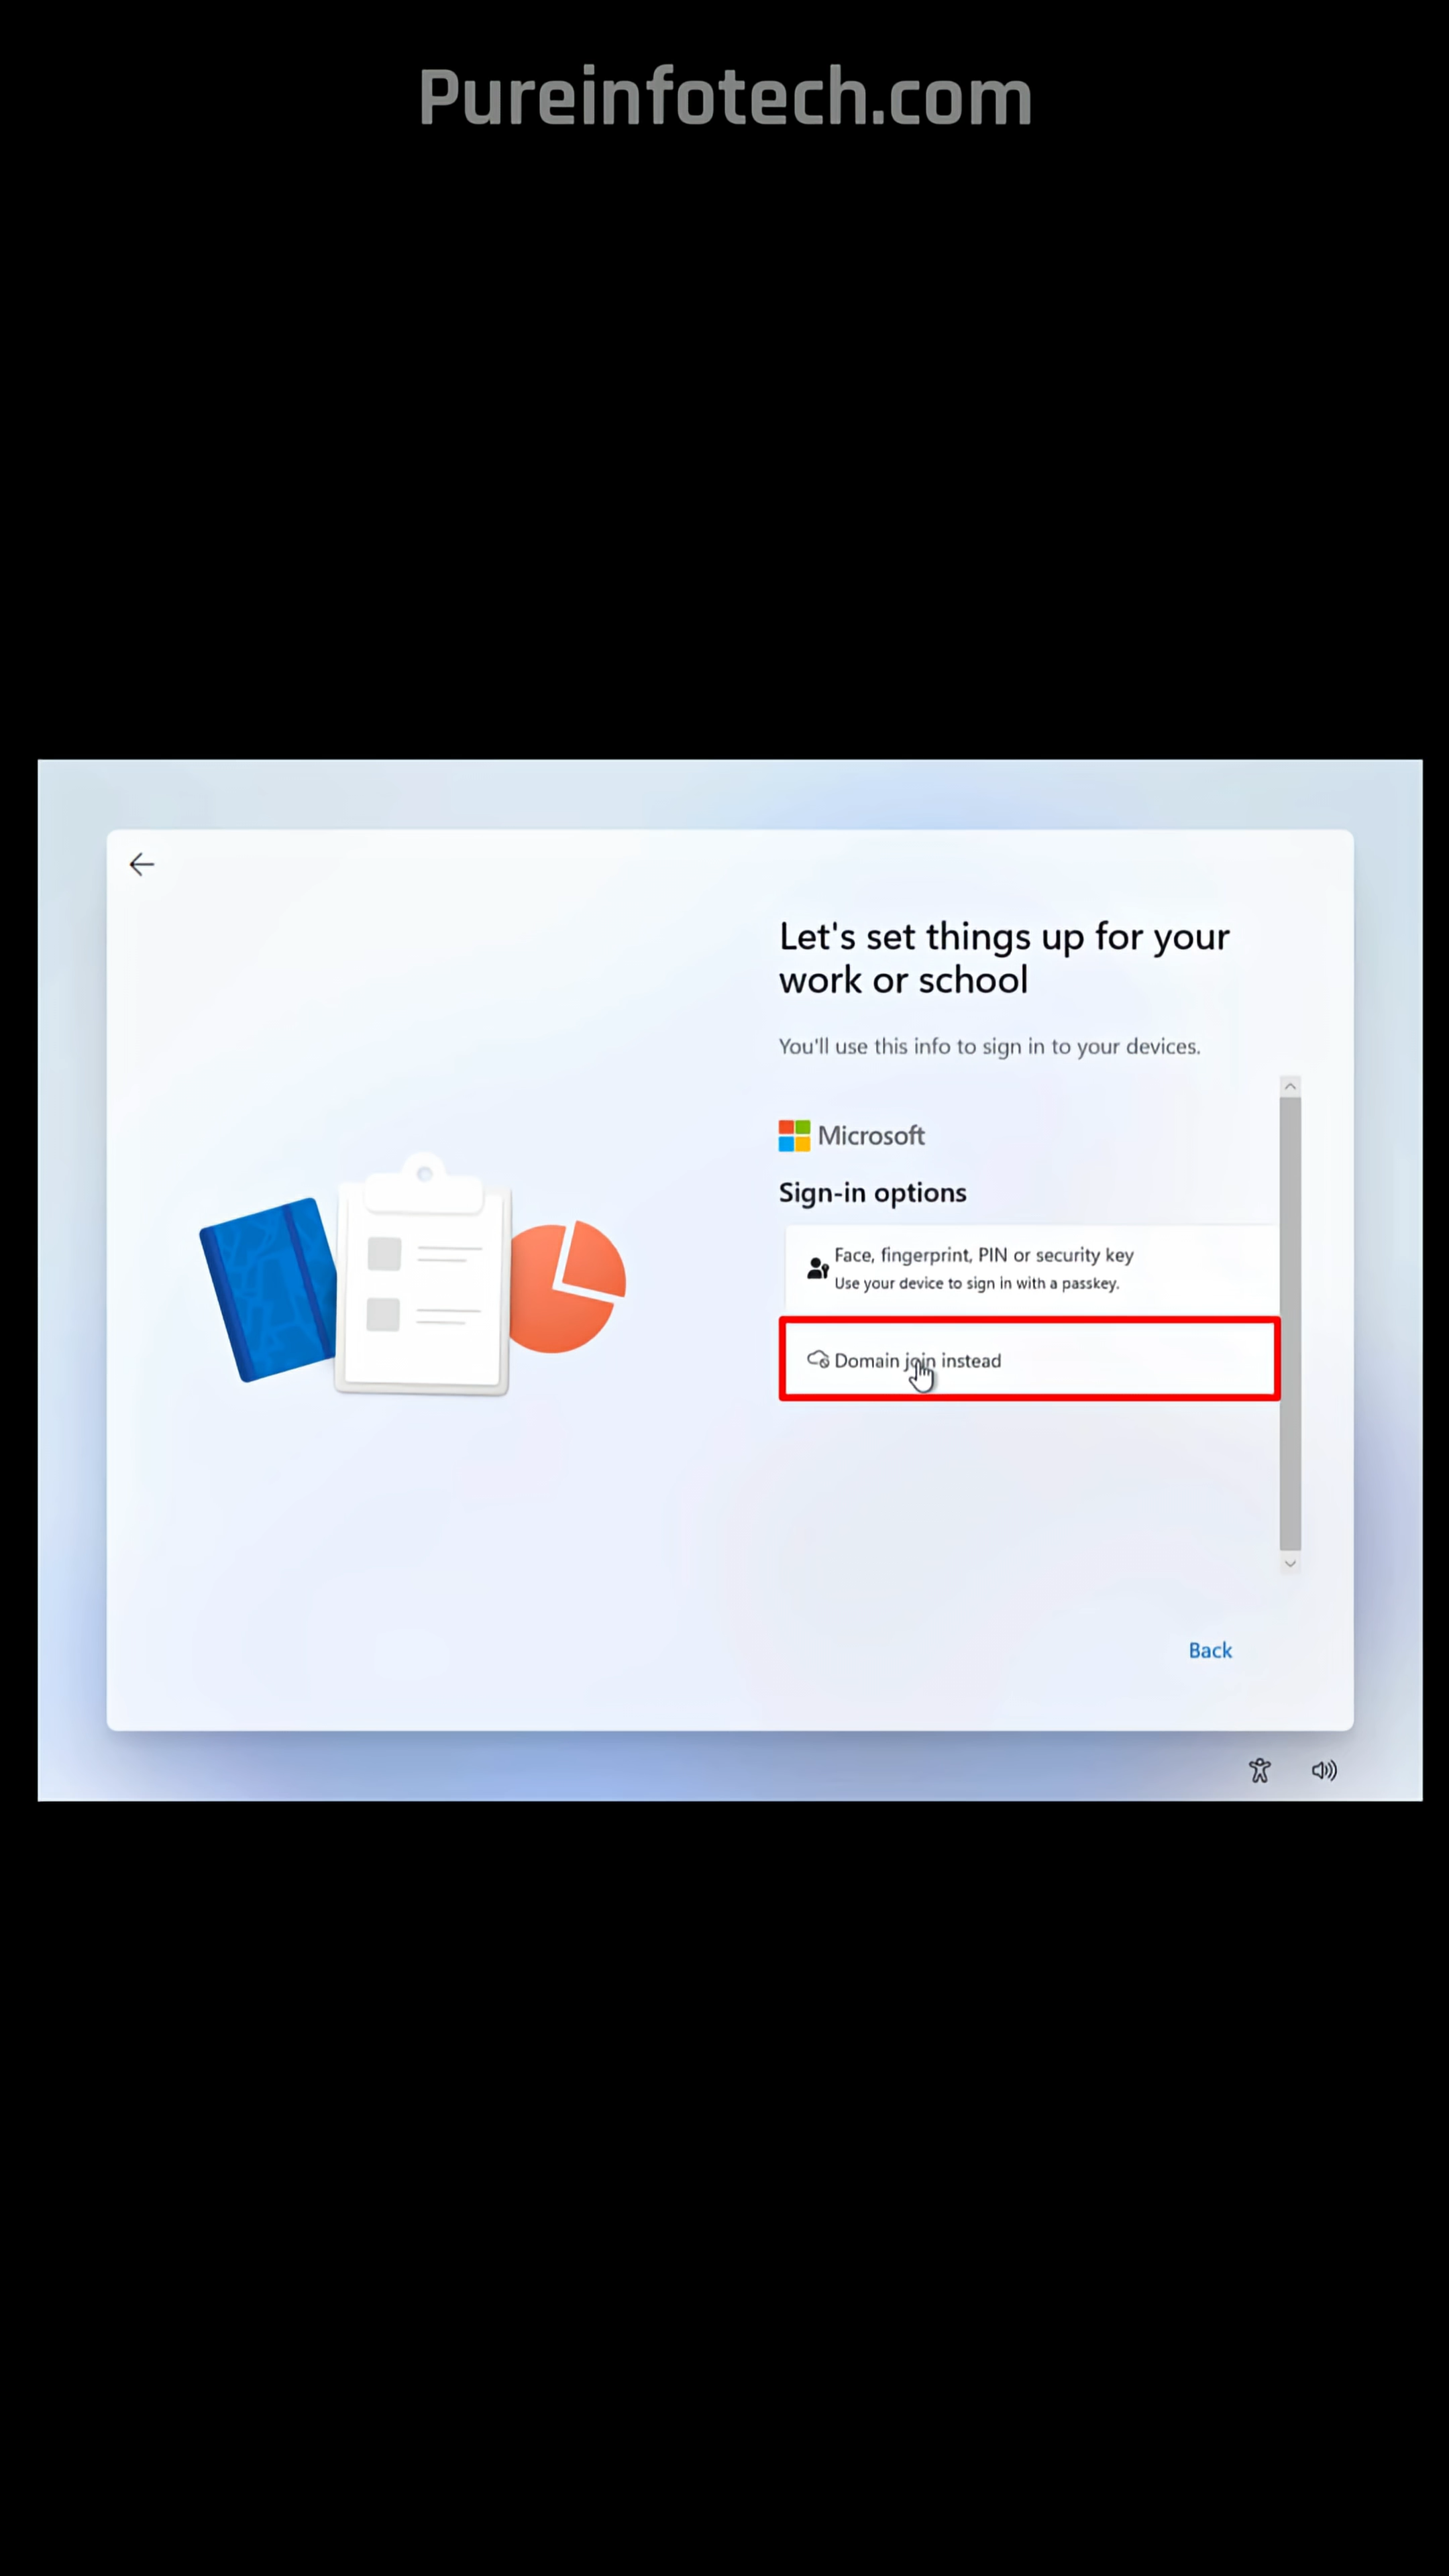 Pureinfotech.com
Let's set things up for your
work or school
You'll use this info to sign in to your devices.
Microsoft
Sign-in options
Face, fingerprint, PIN or security key
Use your device to sign in with a passkey.
Domain join instead
Back